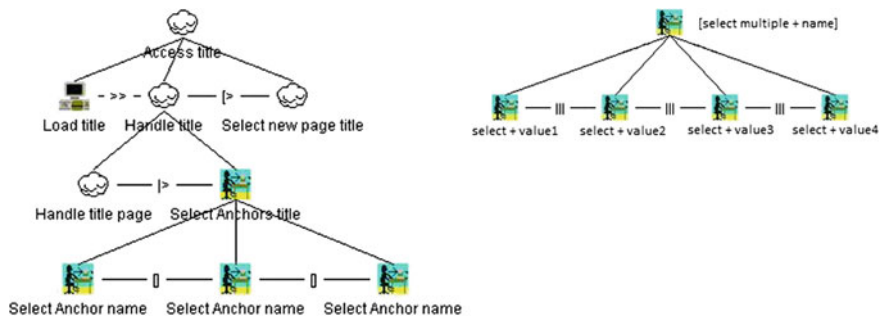 Access title
- >> -
[>
Load title
Handle title
Select new page title
|>
Handle title page
Select Anchors title
[]
[]
Select Anchor name
Select Anchor name
Select Anchor name
[select multiple + name]
|||
|||
|||
select + value1
select + value2
select + value3
select + value4